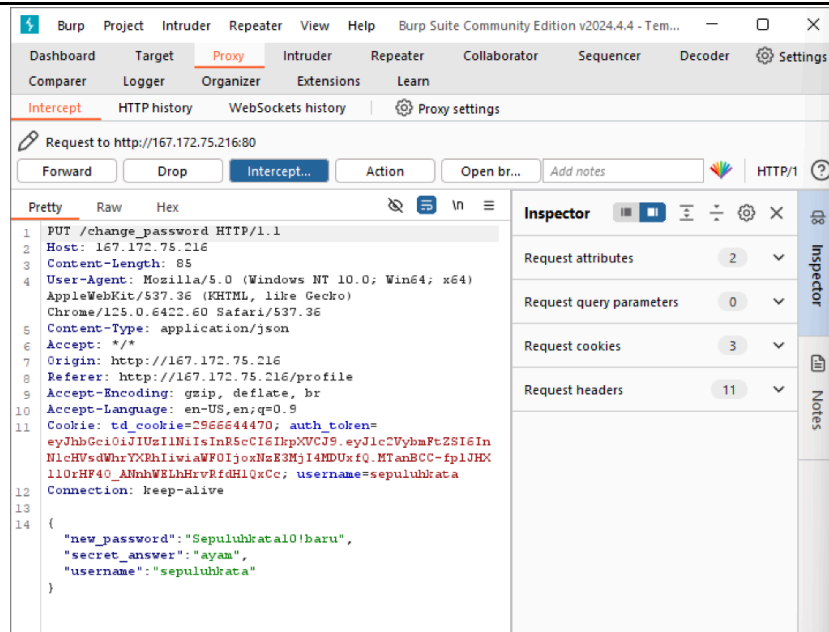 Burp Project Intruder Repeater View Help Burp Suite Community Edition v2024.4.4 - Tem...
Dashboard Target Proxy Intruder Repeater Collaborator Sequencer Decoder Settings
Comparer Logger Organizer Extensions Learn
Intercept HTTP history WebSockets history Proxy settings
Request to http://167.172.75.216:80
Forward Drop Intercept... Action Open br... Add notes HTTP/1
Pretty Raw Hex \n
Inspector
1 PUT /change_password HTTP/1.1
2 Host: 167.172.75.216
3 Content-Length: 85
4 User-Agent: Mozilla/5.0 (Windows NT 10.0; Win64; x64)
AppleWebKit/537.36 (KHTML, like Gecko)
Chrome/125.0.6422.60 Safari/537.36
5 Content-Type: application/json
6 Accept: */*
7 Origin: http://167.172.75.216
8 Referer: http://167.172.75.216/profile
9 Accept-Encoding: gzip, deflate, br
10 Accept-Language: en-US,en;q=0.9
11 Cookie: td_cookie=2966644470; auth_token=
username=sepuluhkata
12 Connection: keep-alive
13
14 {
"new_password":"Sepuluhkata10!baru",
"secret_answer":"ayam",
"username":"sepuluhkata"
}
Request attributes 2
Request query parameters 0
Request cookies 3
Request headers 11
Inspector
Notes